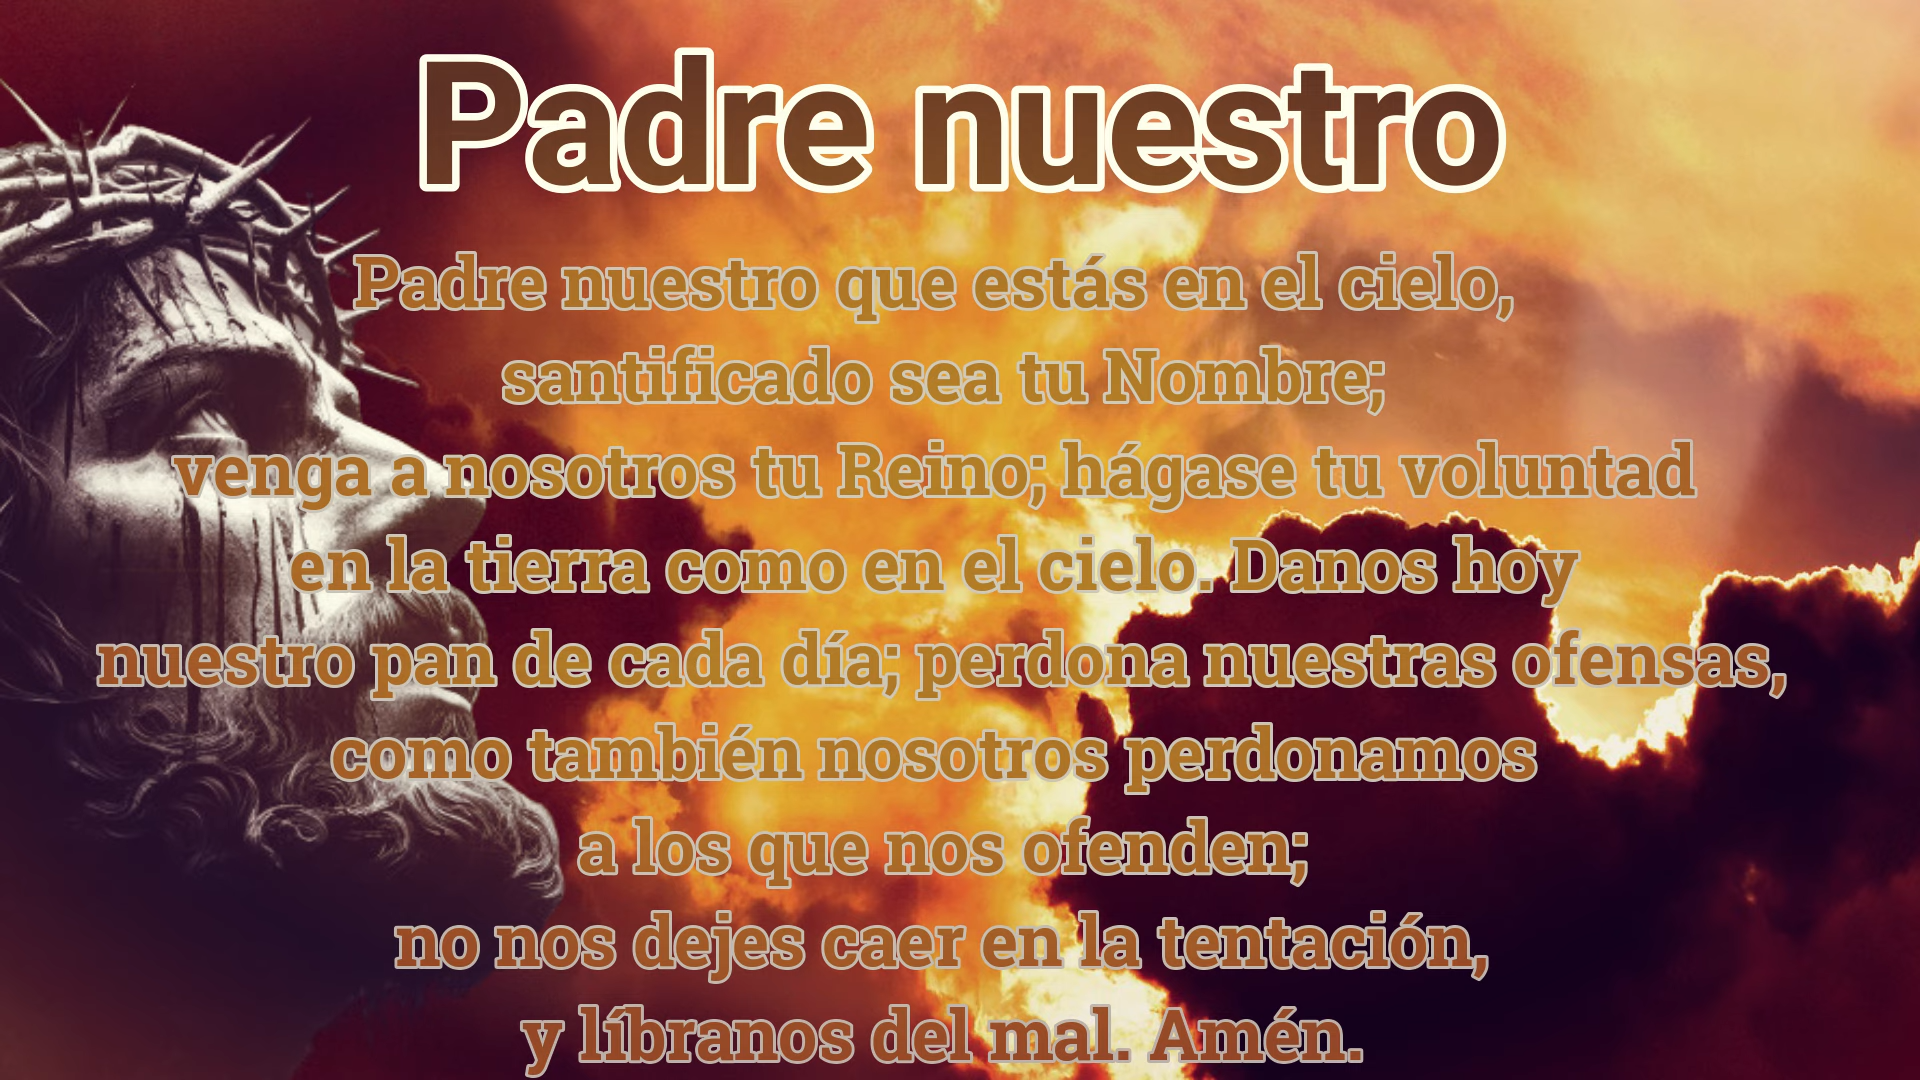 Padre nuestro
Padre nuestro que estás en el cielo,
santificado sea tu Nombre;
venga a nosotros tu Reino; hágase tu voluntad
en la tierra como en el cielo. Danos hoy
nuestro pan de cada día; perdona nuestras ofensas,
como también nosotros perdonamos
a los que nos ofenden;
no nos dejes caer en la tentación,
y líbranos del mal. Amén.